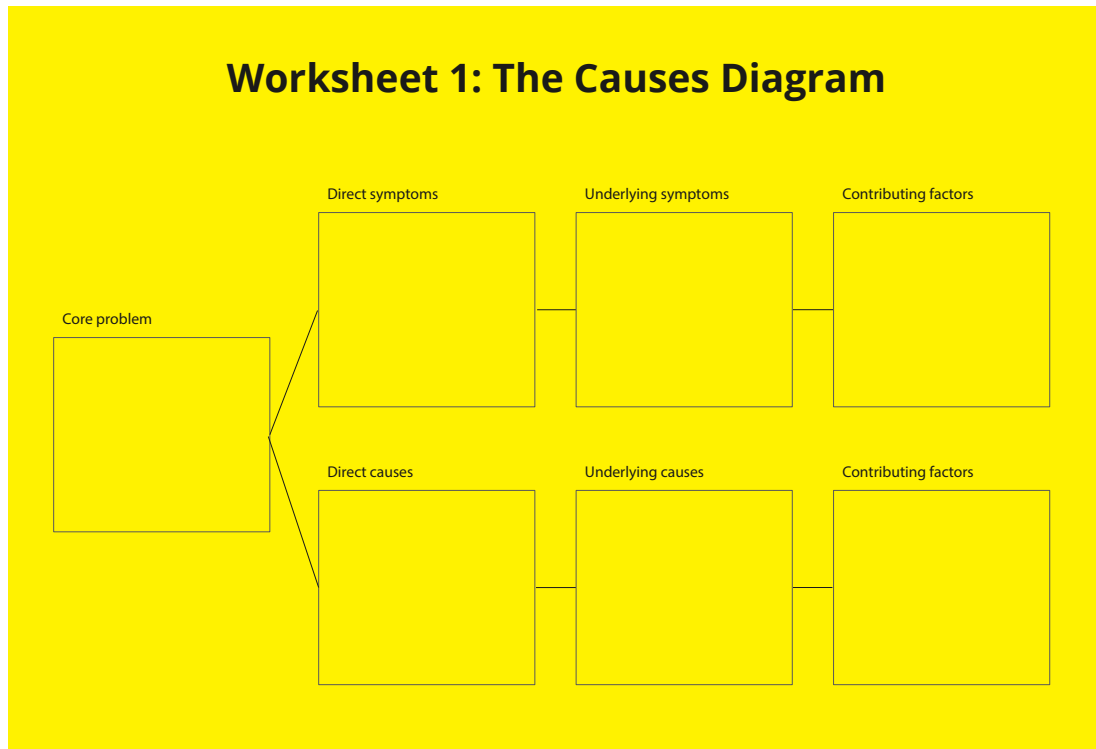 Worksheet 1: The Causes Diagram
Direct symptoms
Underlying symptoms
Contributing factors
Core problem
Direct causes
Underlying causes
Contributing factors